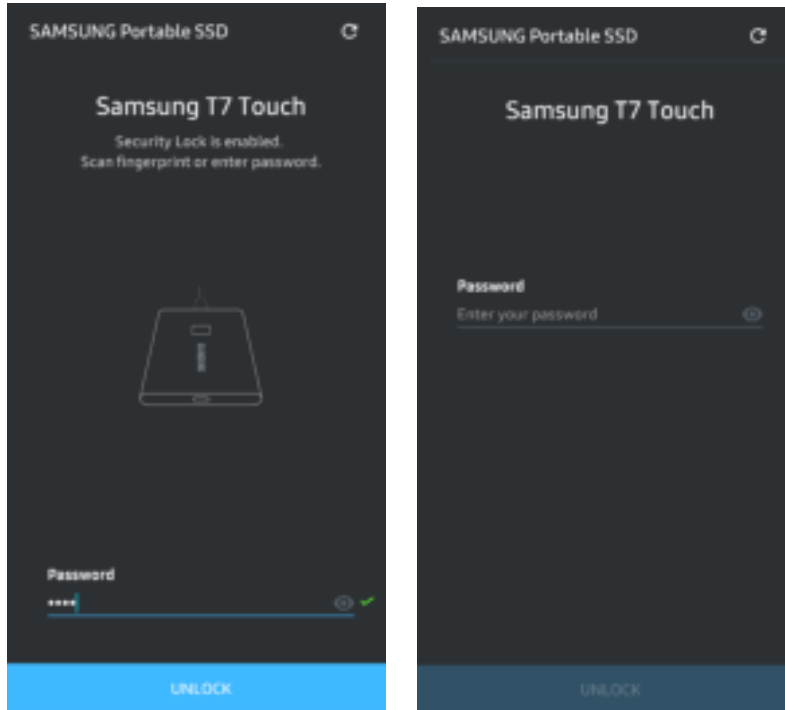 SAMSUNG Portable SSD
Samsung T7 Touch
Security Lock is enabled.
Scan fingerprint or enter password.
Password
••••
UNLOCK
SAMSUNG Portable SSD
Samsung T7 Touch
Password
Enter your password
UNLOCK